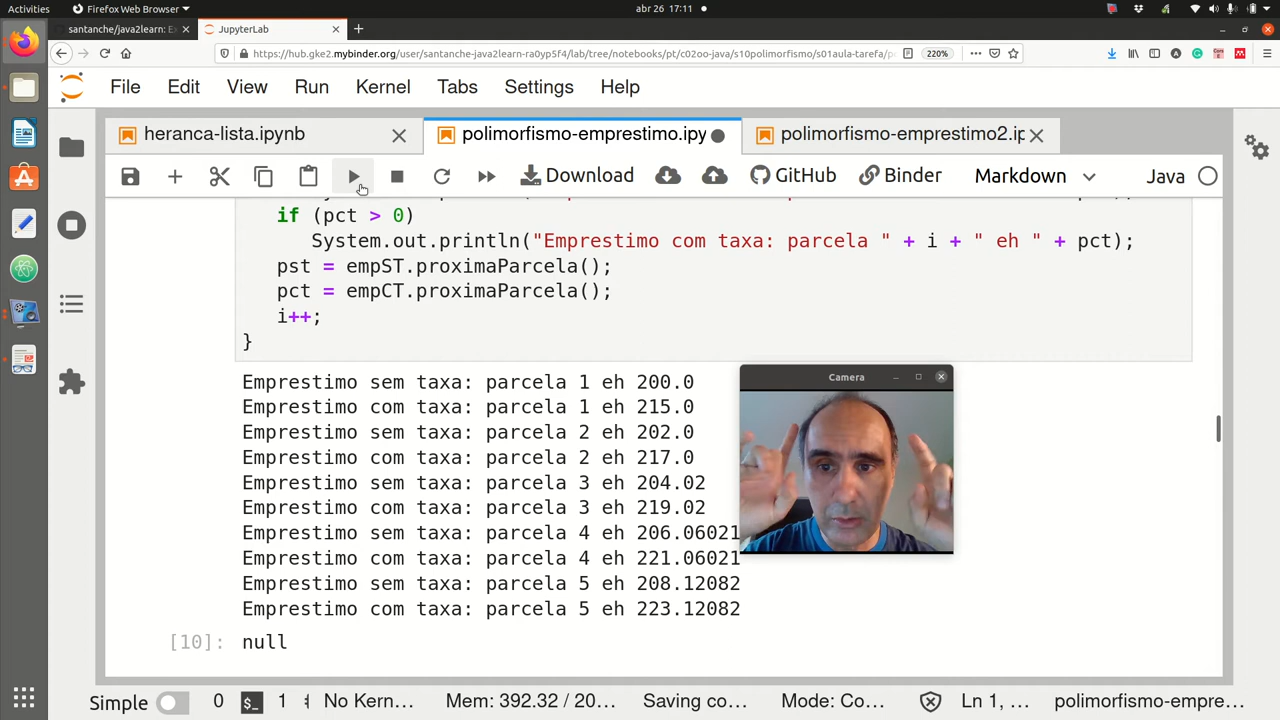 Activities
Firefox Web Browser
abr 26 17:11
santanche/java2learn: E
JupyterLab
https://hub.gke2.mybinder.org/user/santanche-java2learn-ra0yp5f4/lab/tree/notebooks/pt/c02oo-java/s10polimorfismo/s01aula-tarefa/p
220%
File Edit View Run Kernel Tabs Settings Help
heranca-lista.ipynb
polimorfismo-emprestimo.ipy
polimorfismo-emprestimo2.ip
Download
GitHub
Binder
Markdown
Java
if (pct > 0)
System.out.println("Emprestimo com taxa: parcela " + i + " eh " + pct);
pst = empST.proximaParcela();
pct = empCT.proximaParcela();
i++;
}
Emprestimo sem taxa: parcela 1 eh 200.0
Emprestimo com taxa: parcela 1 eh 215.0
Emprestimo sem taxa: parcela 2 eh 202.0
Emprestimo com taxa: parcela 2 eh 217.0
Emprestimo sem taxa: parcela 3 eh 204.02
Emprestimo com taxa: parcela 3 eh 219.02
Emprestimo sem taxa: parcela 4 eh 206.06021
Emprestimo com taxa: parcela 4 eh 221.06021
Emprestimo sem taxa: parcela 5 eh 208.12082
Emprestimo com taxa: parcela 5 eh 223.12082
Camera
[10]: null
Simple 0 1 No Kern... Mem: 392.32 / 20... Saving co... Mode: Co... Ln 1, ... polimorfismo-empre...